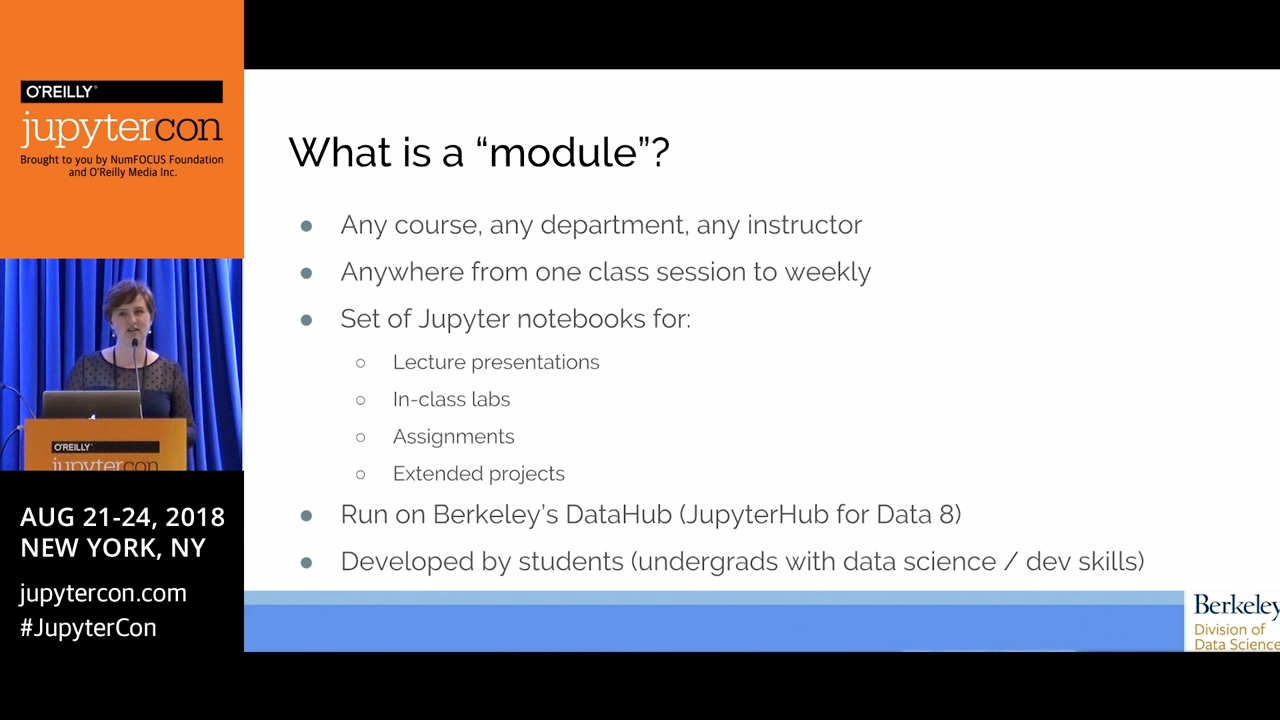 O'REILLY®
jupytercon
Brought to you by NumFOCUS Foundation
and O'Reilly Media Inc.
O'REILLY®
jupytercon
AUG 21-24, 2018
NEW YORK, NY
jupytercon.com
#JupyterCon
What is a “module”?
● Any course, any department, any instructor
● Anywhere from one class session to weekly
● Set of Jupyter notebooks for:
○ Lecture presentations
○ In-class labs
○ Assignments
○ Extended projects
● Run on Berkeley’s DataHub (JupyterHub for Data 8)
● Developed by students (undergrads with data science / dev skills)
Berkeley
Division of
Data Science